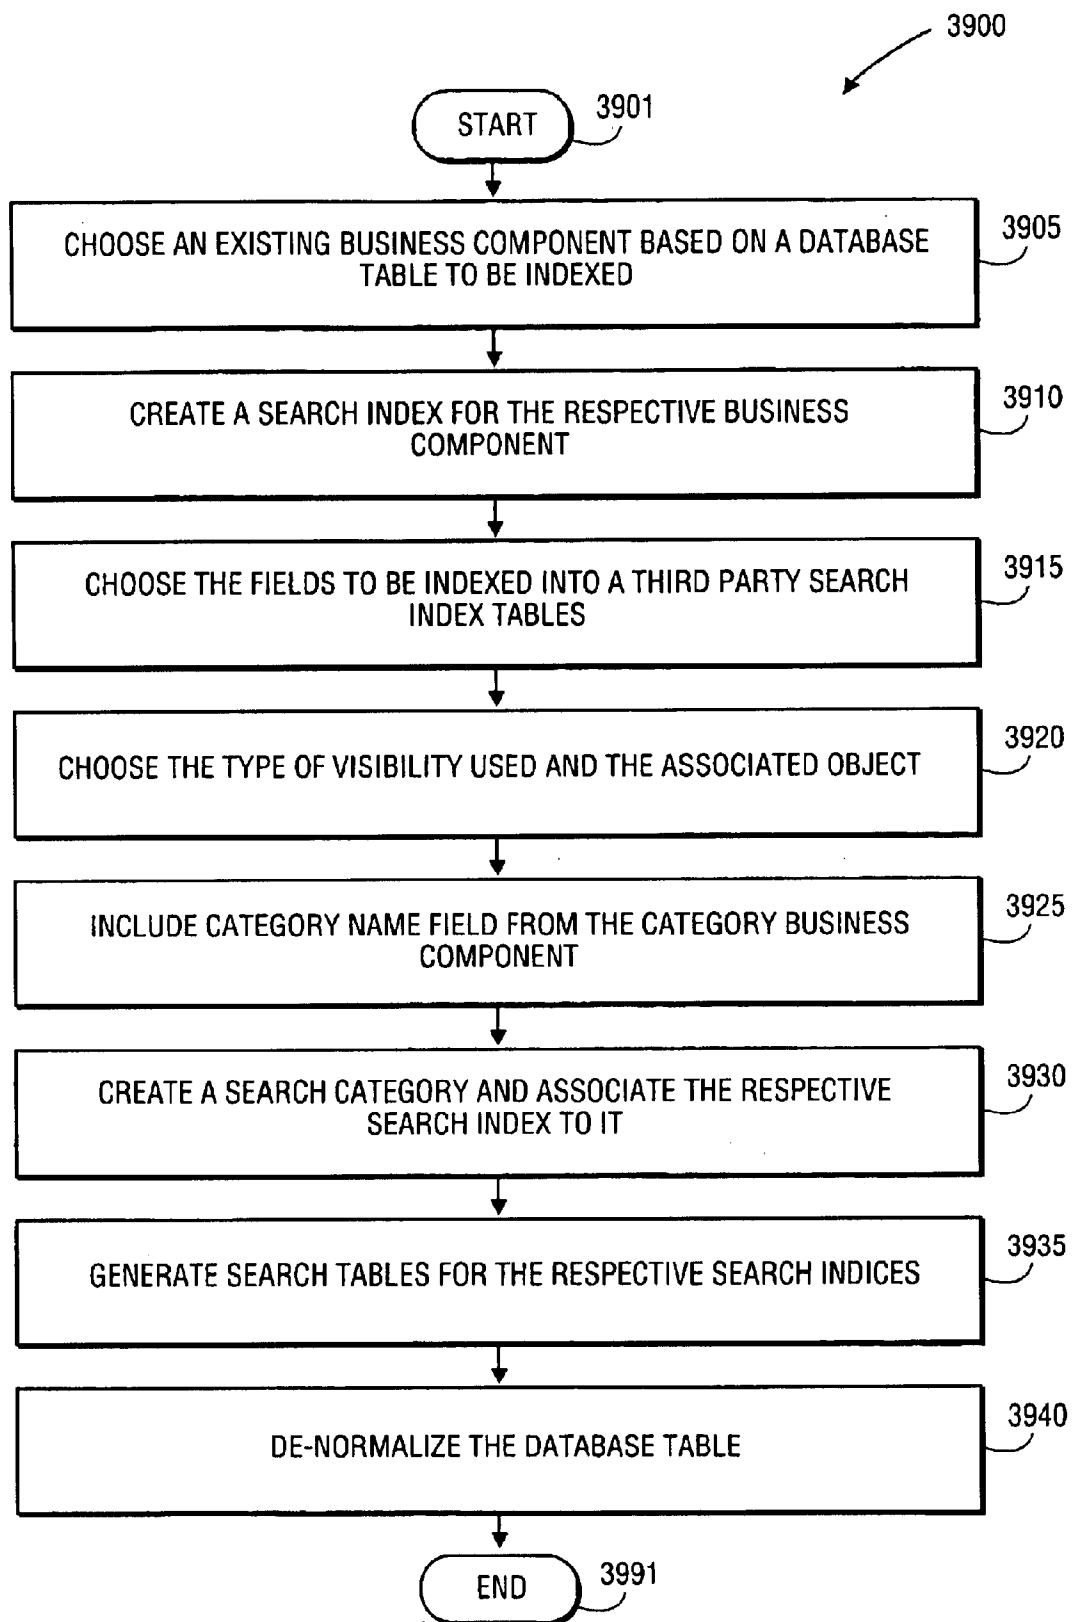 3900
START
3901
CHOOSE AN EXISTING BUSINESS COMPONENT BASED ON A DATABASE
TABLE TO BE INDEXED
3905
CREATE A SEARCH INDEX FOR THE RESPECTIVE BUSINESS
COMPONENT
3910
CHOOSE THE FIELDS TO BE INDEXED INTO A THIRD PARTY SEARCH
INDEX TABLES
3915
CHOOSE THE TYPE OF VISIBILITY USED AND THE ASSOCIATED OBJECT
3920
INCLUDE CATEGORY NAME FIELD FROM THE CATEGORY BUSINESS
COMPONENT
3925
CREATE A SEARCH CATEGORY AND ASSOCIATE THE RESPECTIVE
SEARCH INDEX TO IT
3930
GENERATE SEARCH TABLES FOR THE RESPECTIVE SEARCH INDICES
3935
DE-NORMALIZE THE DATABASE TABLE
3940
END
3991